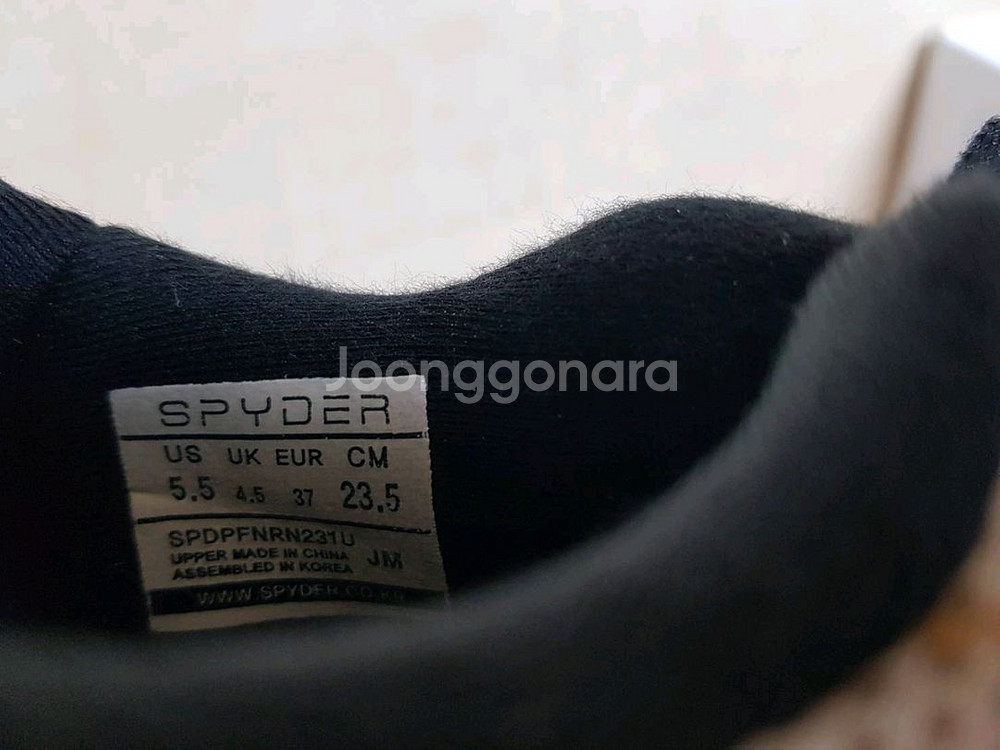 Joonggonara
SPYDER
US UK EUR CM
5.5 4.5 37 23.5
SPDPFNRN231U
UPPER MADE IN CHINA JM
ASSEMBLED IN KOREA
WWW.SPYDER.CO.KR